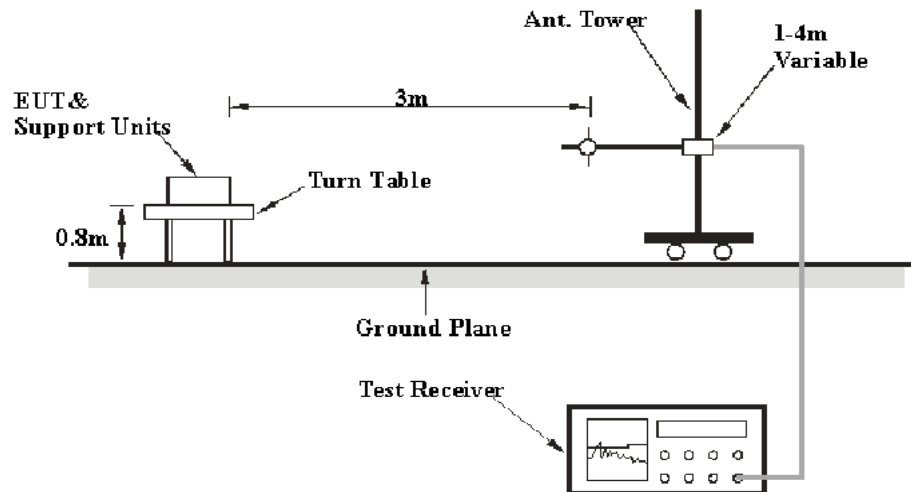 Ant. Tower
1-4m
Variable
3m
EUT &
Support Units
Turn Table
0.8m
Ground Plane
Test Receiver